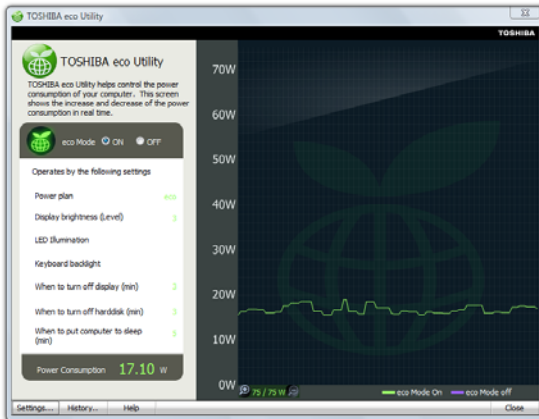 TOSHIBA eco Utility
TOSHIBA
TOSHIBA eco Utility
TOSHIBA eco Utility helps control the power
consumption of your computer. This screen
shows the increase and decrease of the power
consumption in real time.
eco Mode ON OFF
Operates by the following settings
Power plan eco
Display brightness (Level) 3
LED Illumination
Keyboard backlight
When to turn off display (min) 3
When to turn off harddisk (min) 3
When to put computer to sleep
(min)
Power Consumption 17.10 W
70W
60W
50W
40W
30W
20W
10W
0W
75 / 75 W
eco Mode On eco Mode off
Settings... History... Help Close